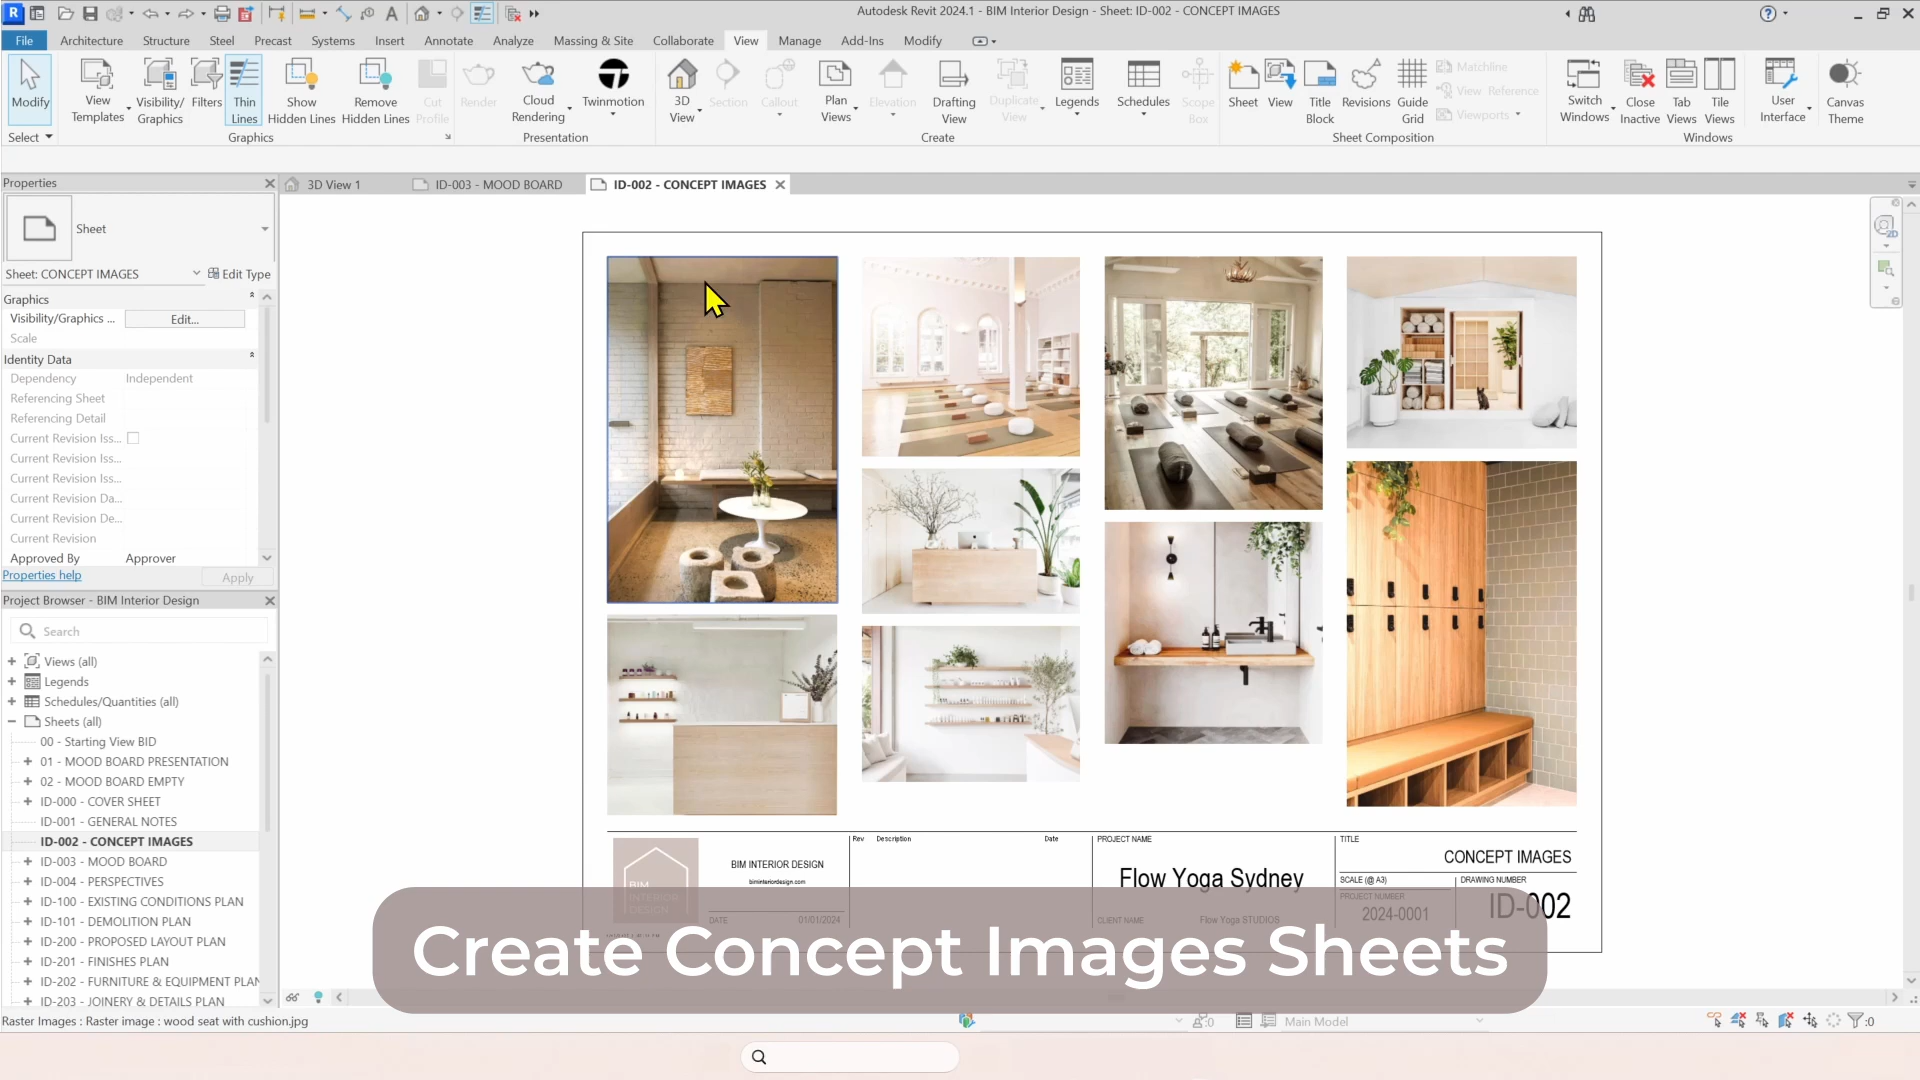 Autodesk Revit 2024.1 - BIM Interior Design - Sheet: ID-002 - CONCEPT IMAGES
File Architecture Structure Steel Precast Systems Insert Annotate Analyze Massing & Site Collaborate View Manage Add-Ins Modify
Modify
View Templates
Visibility/ Graphics
Filters
Thin Lines
Show Hidden Lines
Remove Hidden Lines
Cut Profile
Render
Cloud Rendering
Twinmotion
3D View
Section
Callout
Plan Views
Elevation
Drafting View
Duplicate View
Legends
Schedules
Scope Box
Sheet
View
Title Block
Revisions
Guide Grid
Matchline
View Reference
Viewports
Switch Windows
Close Inactive
Tab Views
Tile Views
User Interface
Canvas Theme
Select Graphics Presentation Create Sheet Composition Windows
Properties
3D View 1 ID-003 - MOOD BOARD ID-002 - CONCEPT IMAGES
Sheet
Sheet: CONCEPT IMAGES Edit Type
Graphics
Visibility/Graphics ... Edit...
Scale
Identity Data
Dependency Independent
Referencing Sheet
Referencing Detail
Current Revision Iss...
Current Revision Iss...
Current Revision Iss...
Current Revision Da...
Current Revision De...
Current Revision
Approved By Approver
Properties help Apply
Project Browser - BIM Interior Design
Search
Views (all)
Legends
Schedules/Quantities (all)
Sheets (all)
00 - Starting View BID
01 - MOOD BOARD PRESENTATION
02 - MOOD BOARD EMPTY
ID-000 - COVER SHEET
ID-001 - GENERAL NOTES
ID-002 - CONCEPT IMAGES
ID-003 - MOOD BOARD
ID-004 - PERSPECTIVES
ID-100 - EXISTING CONDITIONS PLAN
ID-101 - DEMOLITION PLAN
ID-200 - PROPOSED LAYOUT PLAN
ID-201 - FINISHES PLAN
ID-202 - FURNITURE & EQUIPMENT PLAN
ID-203 - JOINERY & DETAILS PLAN
BIM INTERIOR DESIGN
BIM INTERIOR DESIGN
biminteriordesign.com
DATE 01/01/2024
Rev Description Date
PROJECT NAME
Flow Yoga Sydney
CLIENT NAME Flow Yoga STUDIOS
TITLE
CONCEPT IMAGES
SCALE (@ A3) DRAWING NUMBER
PROJECT NUMBER
2024-0001 ID-002
Create Concept Images Sheets
Raster Images : Raster image : wood seat with cushion.jpg
:0
Main Model
:0